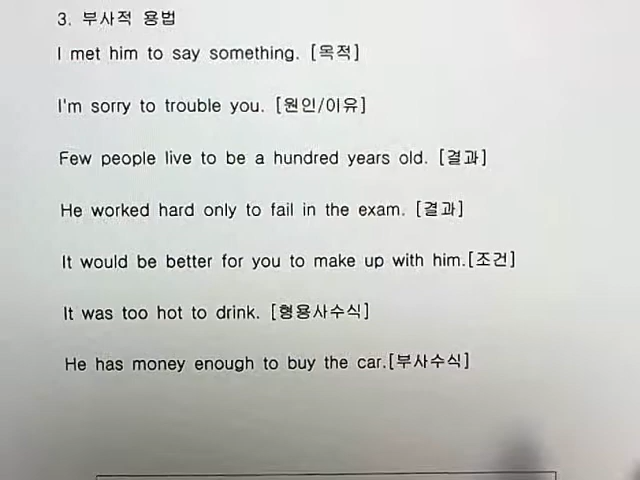 3. 부사적 용법
I met him to say something. [목적]
I'm sorry to trouble you. [원인/이유]
Few people live to be a hundred years old. [결과]
He worked hard only to fail in the exam. [결과]
It would be better for you to make up with him.[조건]
It was too hot to drink. [형용사수식]
He has money enough to buy the car.[부사수식]